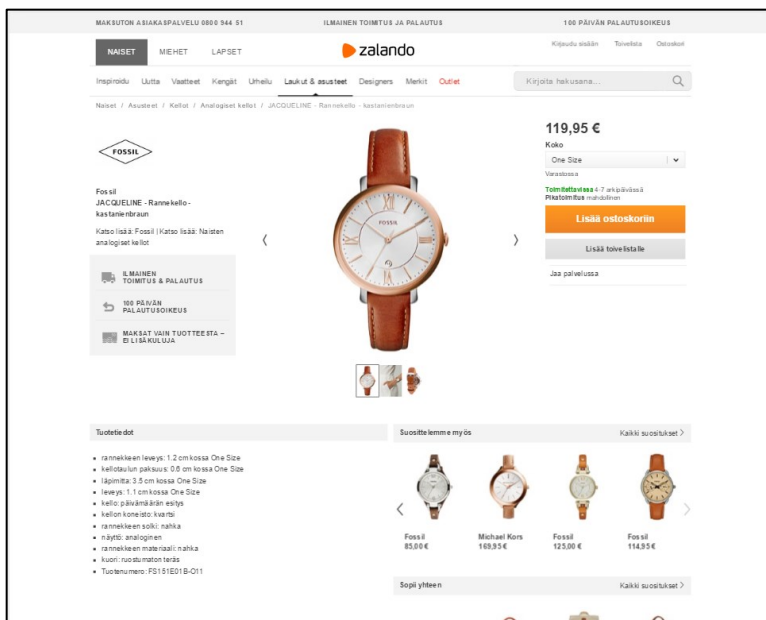 MAKSUTON ASIAKASPALVELU 0800 944 51
ILMAINEN TOIMITUS JA PALAUTUS
100 PÄIVÄN PALAUTUSOIKEUS
NAISET
MIEHET
LAPSET
zalando
Kirjaudu sisään
Toivelista
Ostoskori
Inspiroidu
Uutta
Vaatteet
Kengät
Urheilu
Laukut & asusteet
Designers
Merkit
Outlet
Kirjoita hakusana...
Naiset / Asusteet / Kellot / Analogiset kellot / JACQUELINE - Rannekello - kastanienbraun
FOSSIL
Fossil
JACQUELINE - Rannekello -
kastanienbraun
Katso lisää: Fossil | Katso lisää: Naisten
analogiset kellot
ILMAINEN
TOIMITUS & PALAUTUS
100 PÄIVÄN
PALAUTUSOIKEUS
MAKSAT VAIN TUOTTEESTA –
EI LISÄKULUJA
FOSSIL
119,95 €
Koko
One Size
Varastossa
Toimitettavissa 4-7 arkipäivässä
Pikatoimitus mahdollinen
Lisää ostoskoriin
Lisää toivelistalle
Jaa palvelussa
Tuotetiedot
rannekkeen leveys: 1.2 cm kossa One Size
kellotaulun paksuus: 0.6 cm kossa One Size
läpimitta: 3.5 cm kossa One Size
leveys: 1.1 cm kossa One Size
kello: päivämäärän esitys
kellon koneisto: kvartsi
rannekkeen solki: nahka
näyttö: analoginen
rannekkeen materiaali: nahka
kuori: ruostumaton teräs
Tuotenumero: FS151E01B-O11
Suosittelemme myös
Kaikki suositukset >
Fossil
85,00 €
Michael Kors
169,95 €
Fossil
125,00 €
Fossil
114,95 €
Sopii yhteen
Kaikki suositukset >